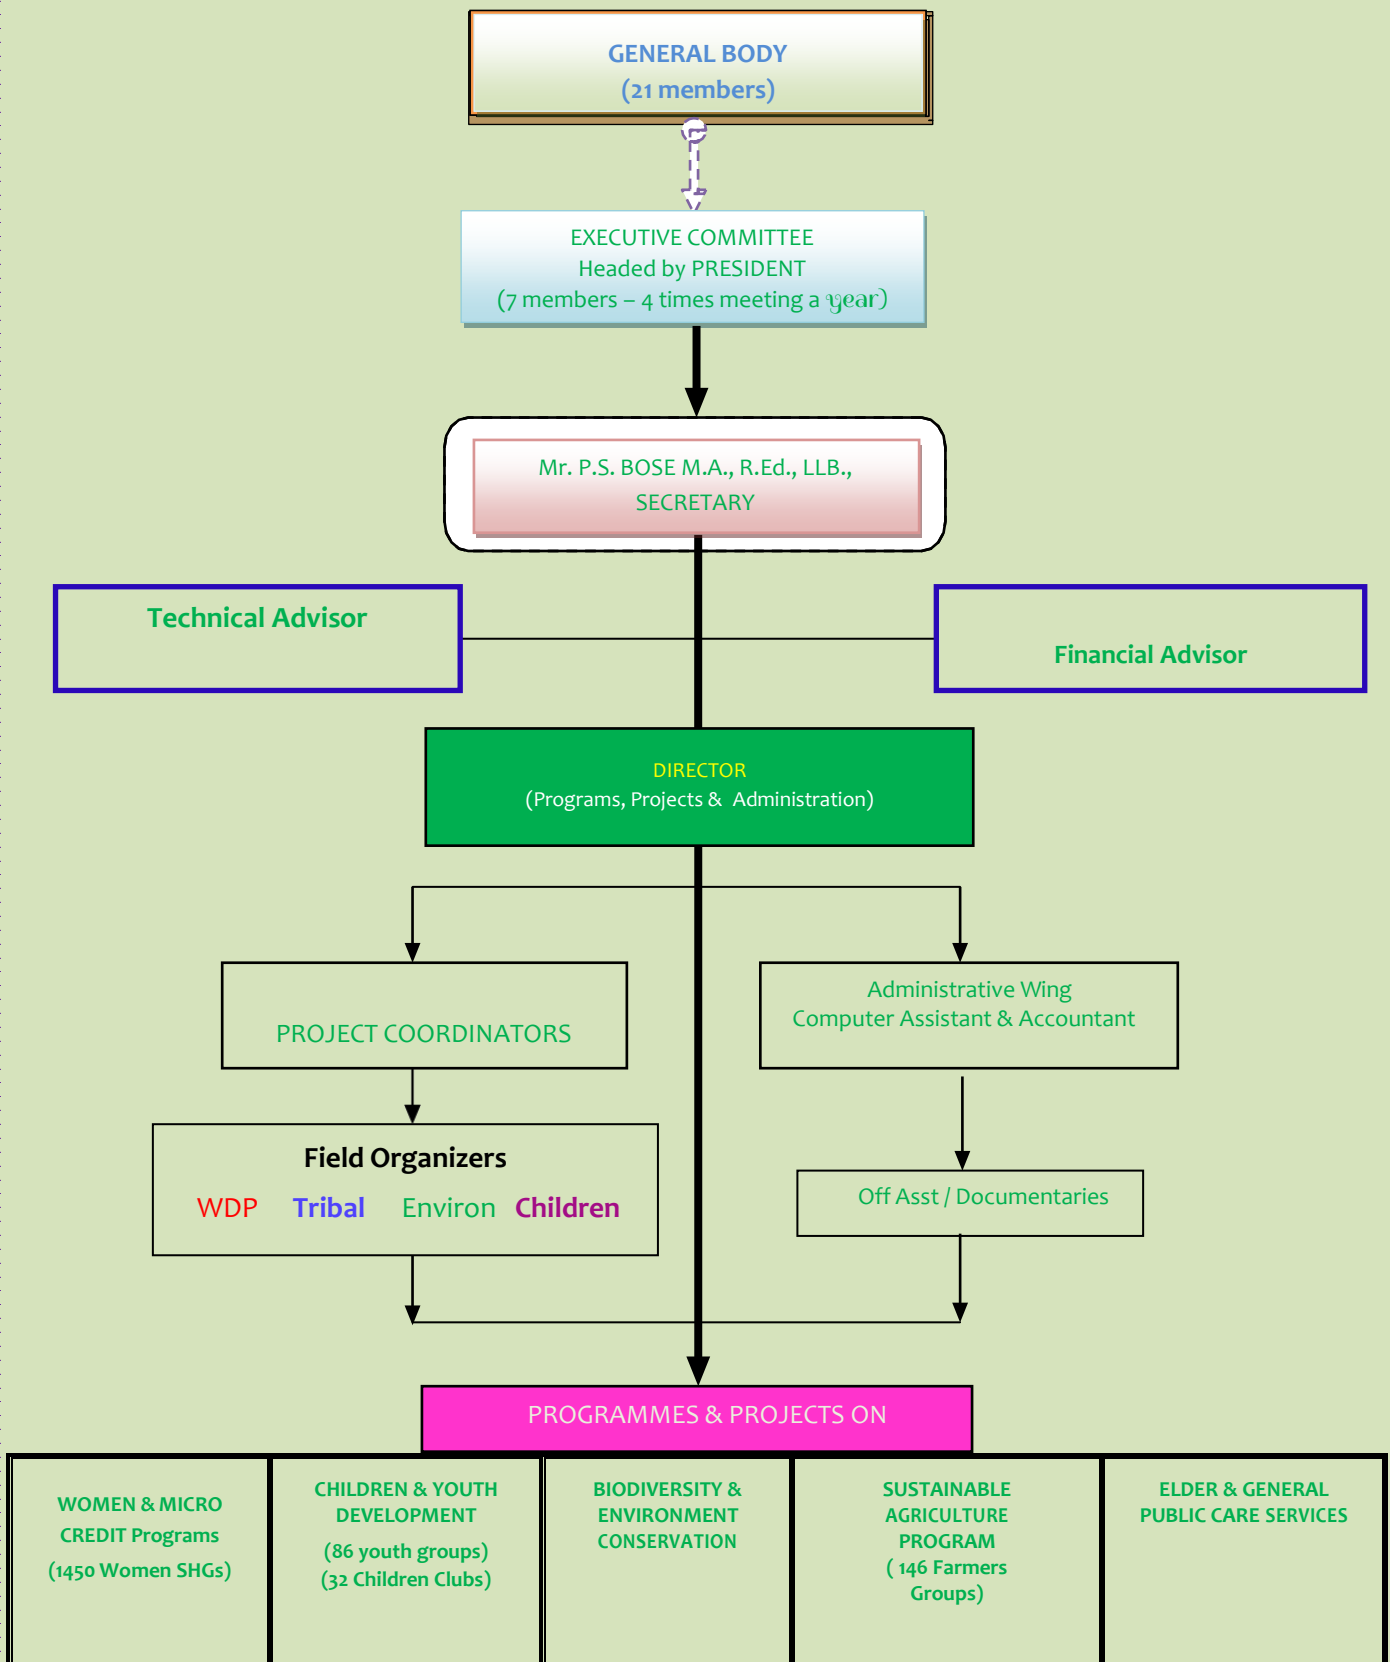 GENERAL BODY
(21 members)
EXECUTIVE COMMITTEE
Headed by PRESIDENT
(7 members – 4 times meeting a year)
Mr. P.S. BOSE M.A., R.Ed., LLB.,
SECRETARY
Technical Advisor
Financial Advisor
DIRECTOR
(Programs, Projects & Administration)
PROJECT COORDINATORS
Administrative Wing
Computer Assistant & Accountant
Field Organizers
WDP Tribal Environ Children
Off Asst / Documentaries
PROGRAMMES & PROJECTS ON
WOMEN & MICRO
CREDIT Programs
(1450 Women SHGs)
CHILDREN & YOUTH
DEVELOPMENT
(86 youth groups)
(32 Children Clubs)
BIODIVERSITY &
ENVIRONMENT
CONSERVATION
SUSTAINABLE
AGRICULTURE
PROGRAM
( 146 Farmers
Groups)
ELDER & GENERAL
PUBLIC CARE SERVICES